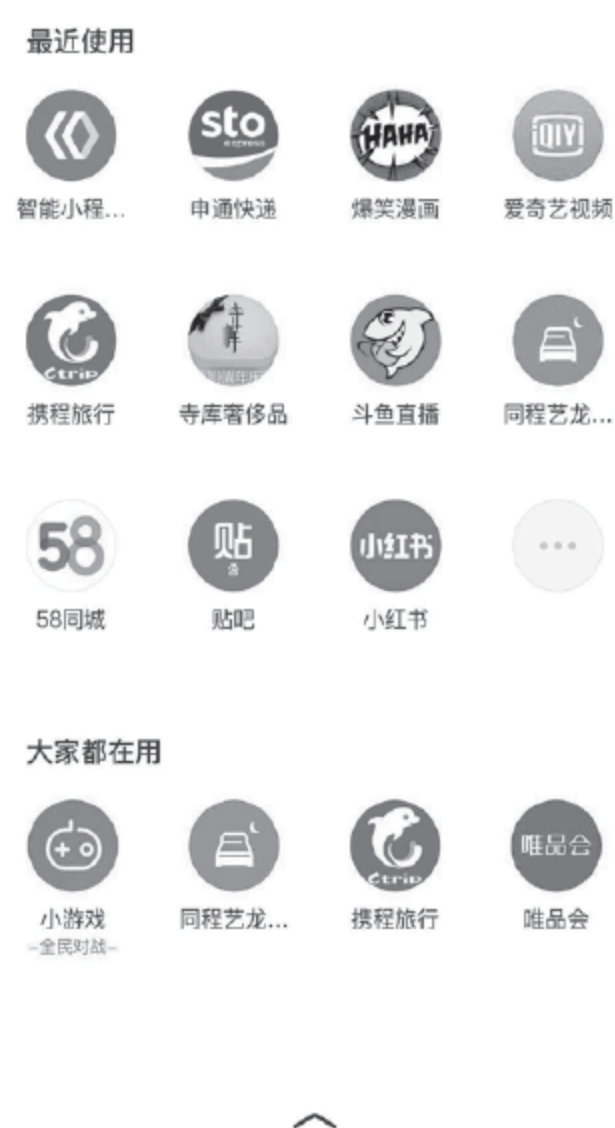 最近使用
sto
express
HAHA
iQIYI
智能小程...
申通快递
爆笑漫画
爱奇艺视频
Ctrip
寺库
携程旅行
寺库奢侈品
斗鱼直播
同程艺龙...
58
贴
小红书
58同城
贴吧
小红书
大家都在用
Ctrip
唯品会
小游戏
同程艺龙...
携程旅行
唯品会
-全民对战-